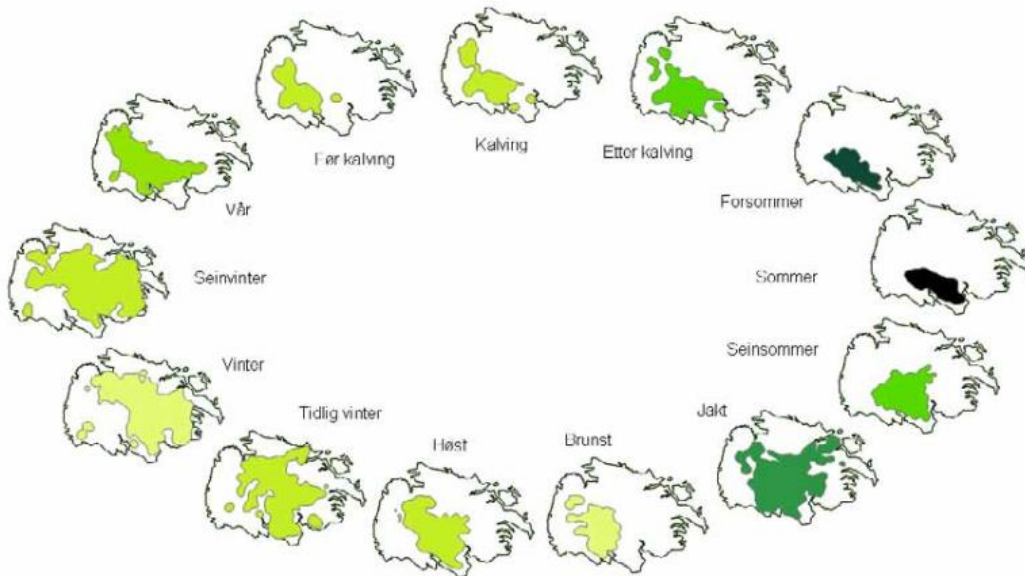 Før kalving
Kalving
Etter kalving
Forsommer
Sommer
Seinsommer
Jakt
Brunst
Høst
Tidlig vinter
Vinter
Seinvinter
Vår